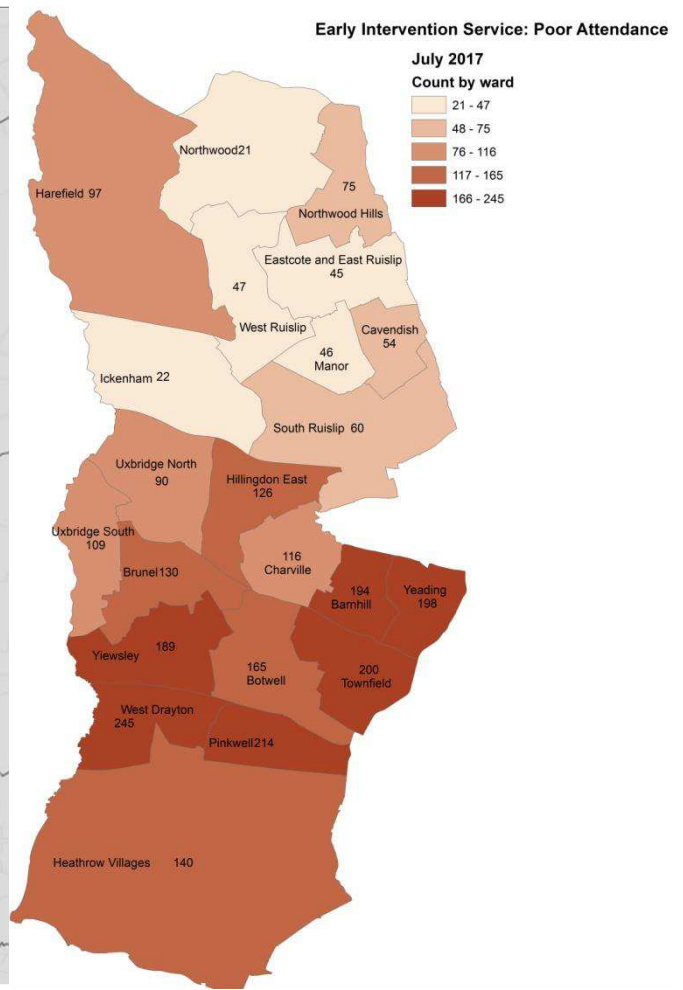 Early Intervention Service: Poor Attendance
July 2017
Count by ward
21 - 47
48 - 75
76 - 116
117 - 165
166 - 245
Northwood21
Harefield 97
75
Northwood Hills
Eastcote and East Ruislip
45
47
West Ruislip
Cavendish
54
46
Manor
Ickenham 22
South Ruislip 60
Uxbridge North
90
Hillingdon East
126
Uxbridge South
109
116
Charville
Brunel130
194
Barnhill
Yeading
198
189
Yiewsley
165
Botwell
200
Townfield
West Drayton
245
Pinkwell214
Heathrow Villages 140